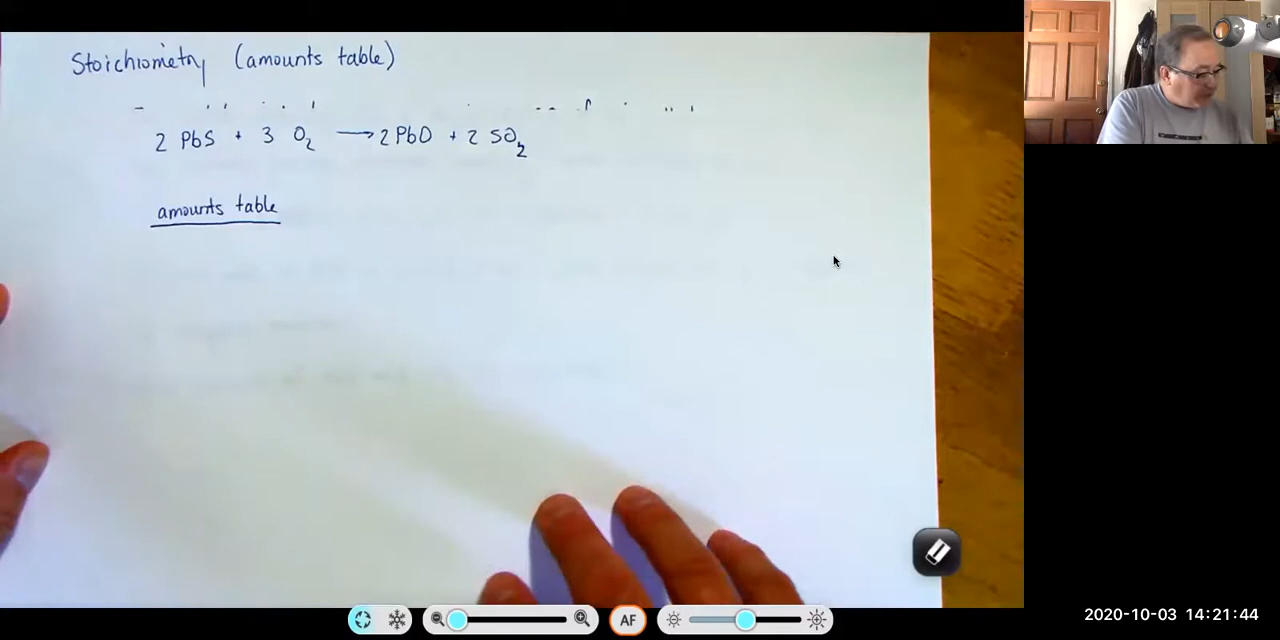 Stoichiometry (amounts table)
2 PbS + 3 O₂ → 2 PbO + 2 SO₂
amounts table
AF
2020-10-03 14:21:44